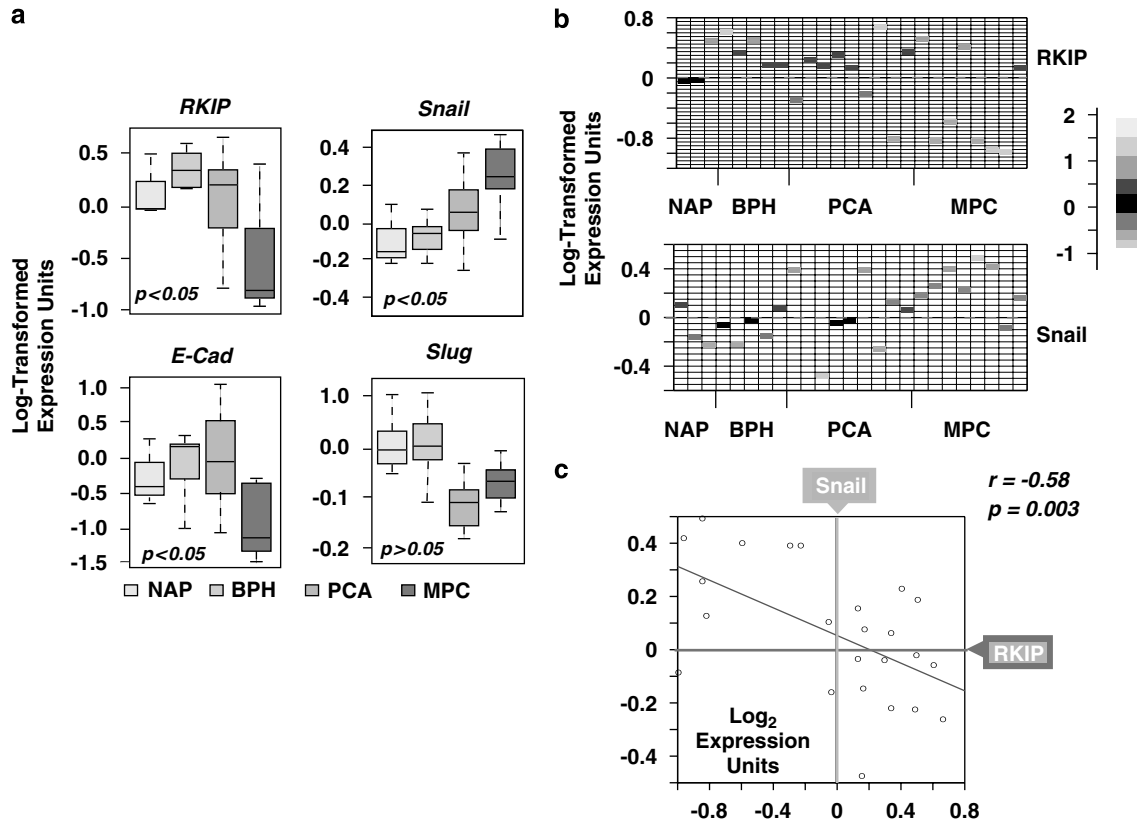 a
Log-Transformed
Expression Units
RKIP
0.5
0.0
-0.5
-1.0
p<0.05
Snail
0.4
0.2
0.0
-0.2
-0.4
p<0.05
E-Cad
1.0
0.5
0.0
-0.5
-1.0
-1.5
p<0.05
Slug
1.0
0.0
-0.1
-0.2
p>0.05
NAP BPH PCA MPC
b
Log-Transformed
Expression Units
0.8
0
-0.8
RKIP
NAP BPH PCA MPC
2
1
0
-1
0.4
0
-0.4
Snail
NAP BPH PCA MPC
c
Snail
r = -0.58
p = 0.003
0.4
0.2
0
-0.2
-0.4
RKIP
Log2
Expression
Units
-0.8 -0.4 0 0.4 0.8